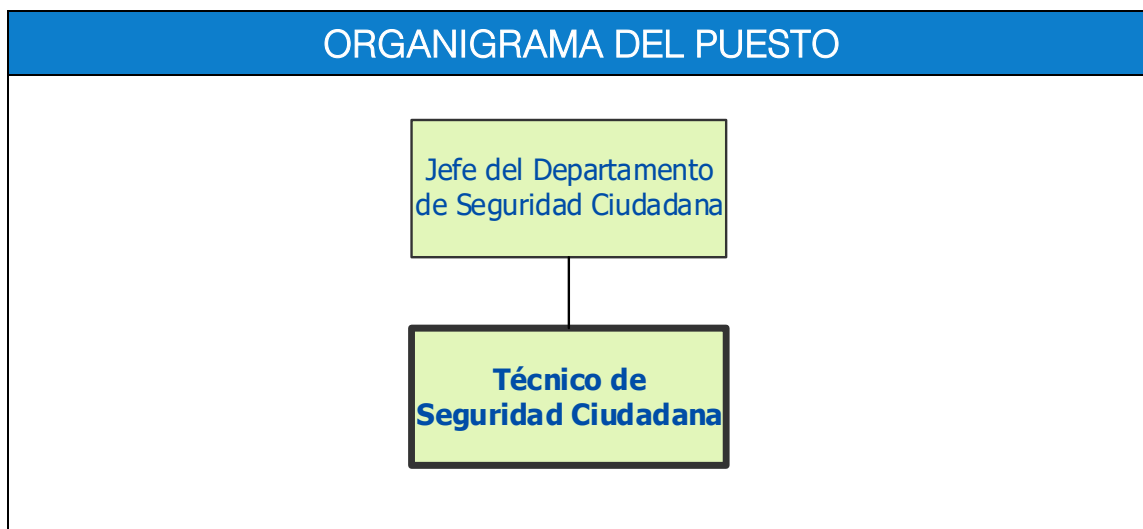 ORGANIGRAMA DEL PUESTO
Jefe del Departamento
de Seguridad Ciudadana
Técnico de
Seguridad Ciudadana